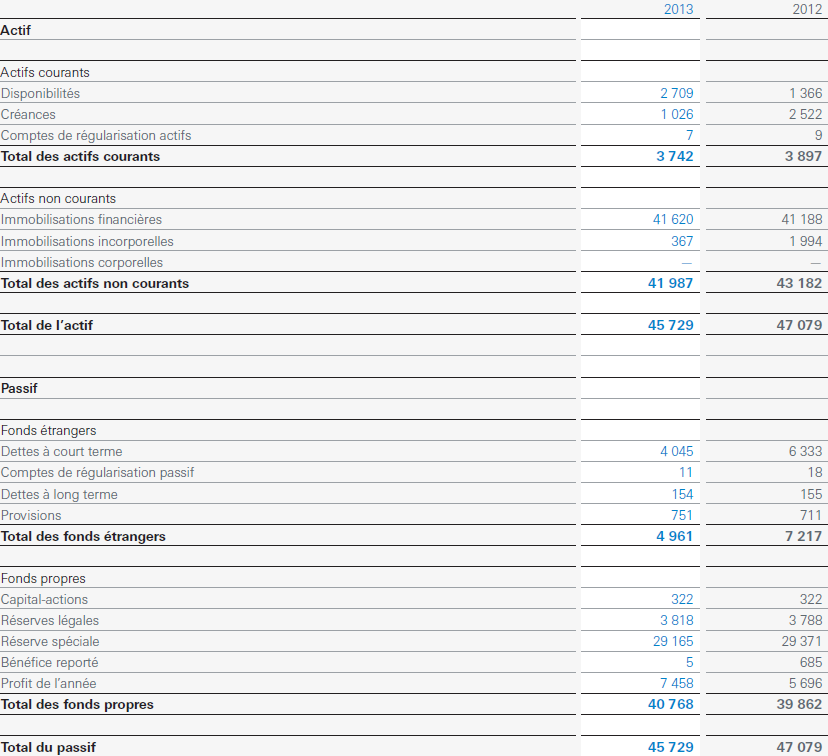 2013 2012
Actif
Actifs courants
Disponibilités 2 709 1 366
Créances 1 026 2 522
Comptes de régularisation actifs 7 9
Total des actifs courants 3 742 3 897
Actifs non courants
Immobilisations financières 41 620 41 188
Immobilisations incorporelles 367 1 994
Immobilisations corporelles — —
Total des actifs non courants 41 987 43 182
Total de l’actif 45 729 47 079
Passif
Fonds étrangers
Dettes à court terme 4 045 6 333
Comptes de régularisation passif 11 18
Dettes à long terme 154 155
Provisions 751 711
Total des fonds étrangers 4 961 7 217
Fonds propres
Capital-actions 322 322
Réserves légales 3 818 3 788
Réserve spéciale 29 165 29 371
Bénéfice reporté 5 685
Profit de l’année 7 458 5 696
Total des fonds propres 40 768 39 862
Total du passif 45 729 47 079